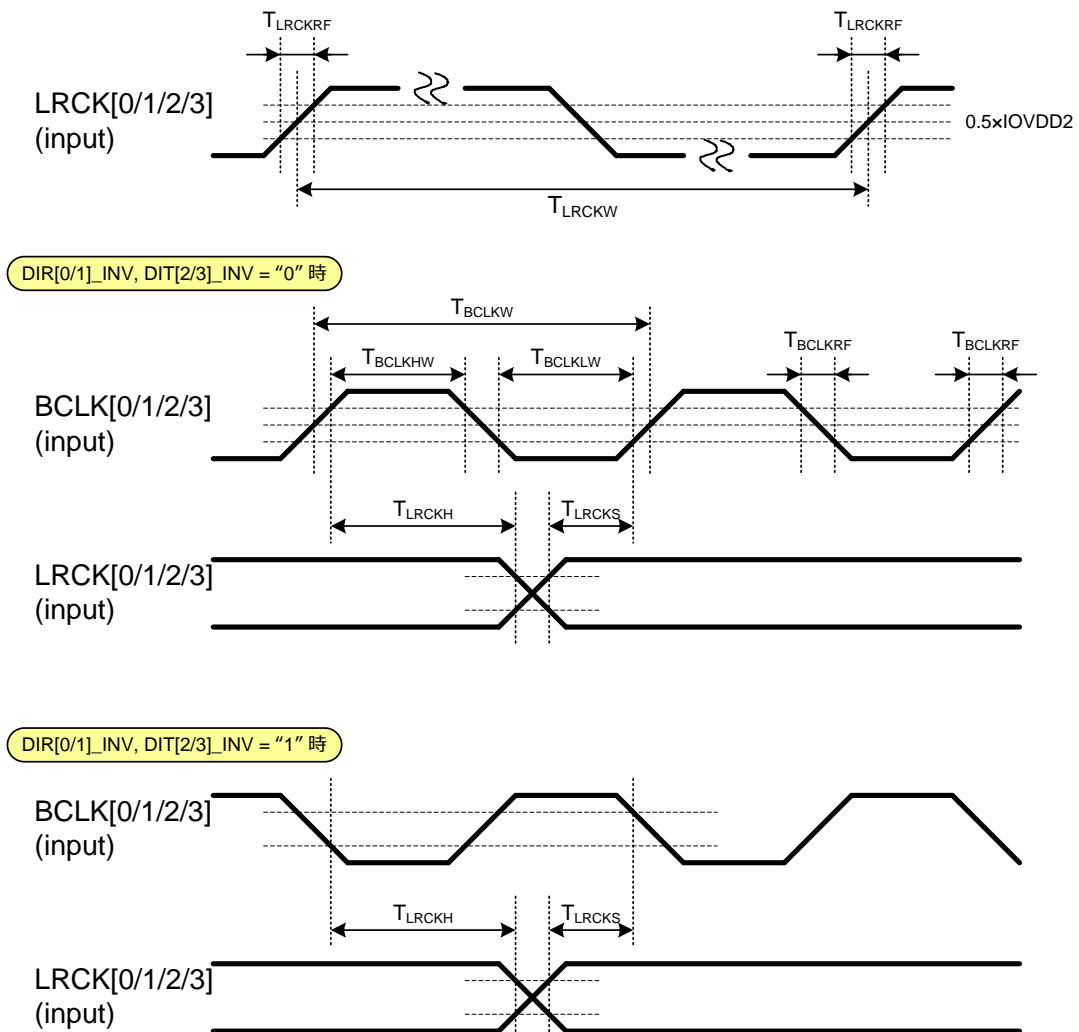 TLRCKRF TLRCKRF
LRCK[0/1/2/3]
(input)
0.5×IOVDD2
TLRCKW
DIR[0/1]_INV, DIT[2/3]_INV = “0” 時
TBCLKW
TBCLKRF TBCLKRF
TBCLKHW TBCLKLW
BCLK[0/1/2/3]
(input)
TLRCKH TLRCKS
LRCK[0/1/2/3]
(input)
DIR[0/1]_INV, DIT[2/3]_INV = “1” 時
BCLK[0/1/2/3]
(input)
TLRCKH TLRCKS
LRCK[0/1/2/3]
(input)